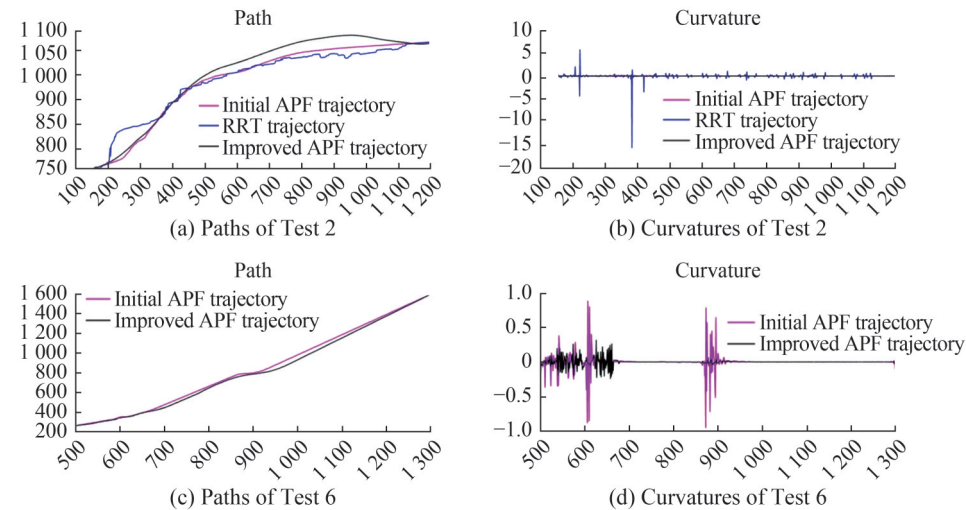 Path
1 100
1 050
1 000
900
850
800
750
Initial APF trajectory
RRT trajectory
Improved APF trajectory
100 200 300 400 500 600 700 800 900 1 000 1 100 1 200
(a) Paths of Test 2
Curvature
10
5
0
−5
−10
−15
−20
Initial APF trajectory
RRT trajectory
Improved APF trajectory
100 200 300 400 500 600 700 800 900 1 000 1 100 1 200
(b) Curvatures of Test 2
Path
1 600
1 400
1 200
1 000
800
600
400
200
Initial APF trajectory
Improved APF trajectory
500 600 700 800 900 1 000 1 100 1 200 1 300
(c) Paths of Test 6
Curvature
1.0
0.5
0
−0.5
−1.0
Initial APF trajectory
Improved APF trajectory
500 600 700 800 900 1 000 1 100 1 200 1 300
(d) Curvatures of Test 6